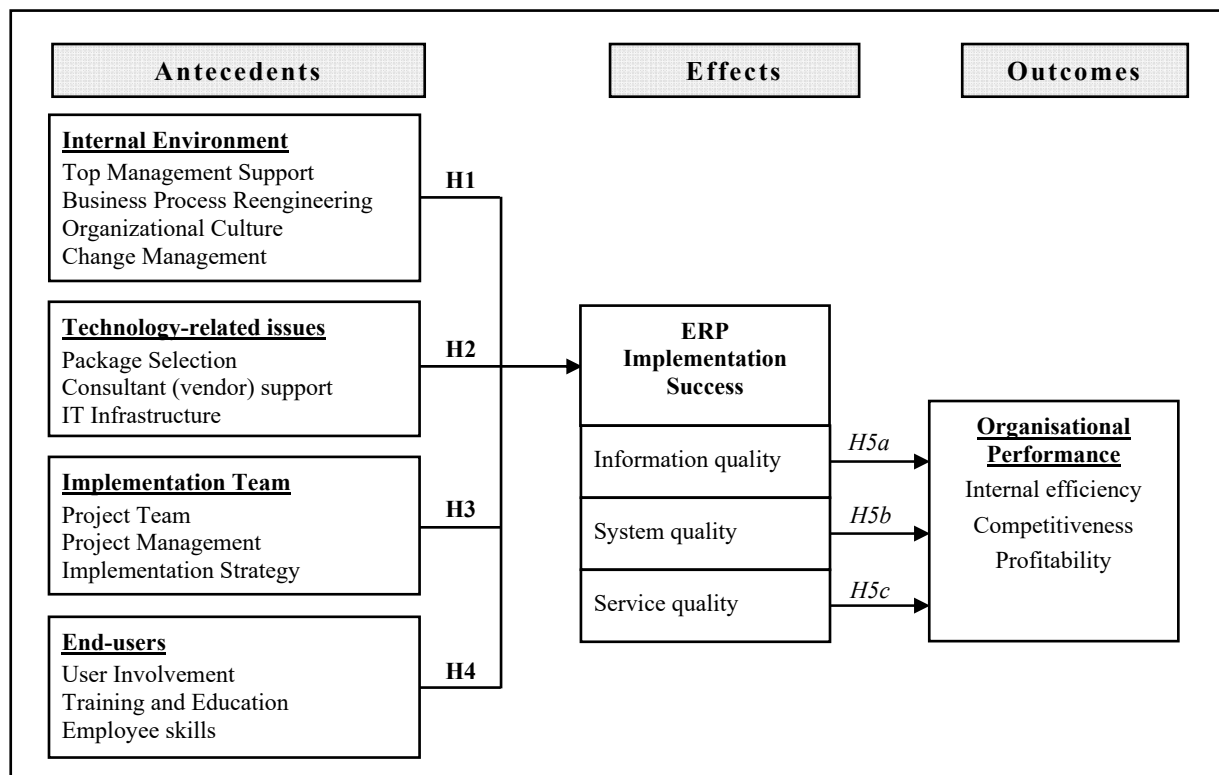 Antecedents
Effects
Outcomes
Internal Environment
Top Management Support
Business Process Reengineering
Organizational Culture
Change Management
H1
Technology-related issues
Package Selection
Consultant (vendor) support
IT Infrastructure
H2
Implementation Team
Project Team
Project Management
Implementation Strategy
H3
End-users
User Involvement
Training and Education
Employee skills
H4
ERP
Implementation
Success
Information quality
System quality
Service quality
H5a
H5b
H5c
Organisational
Performance
Internal efficiency
Competitiveness
Profitability